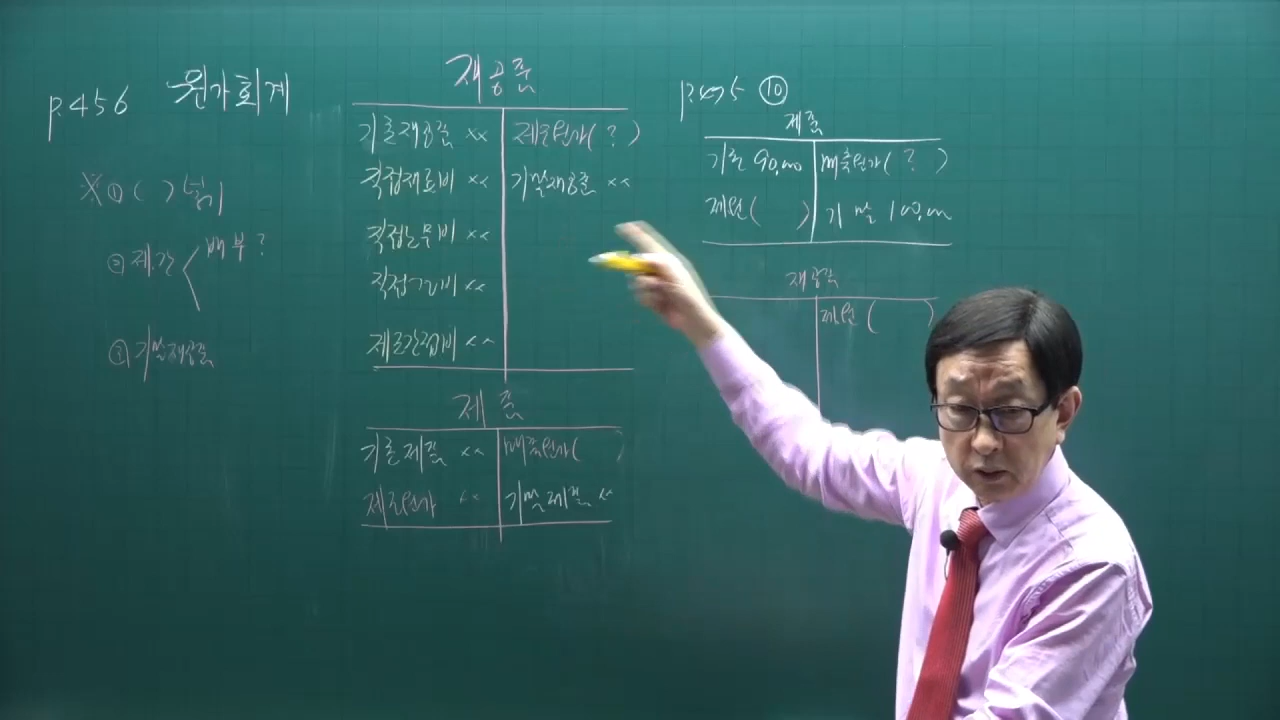 p.456 원가회계
※ ① ( ) 넣기
② 제.간 < 배부 ?
③ 기말재공품
재공품
기초재공품 ×× 제조원가 ( ? )
직접재료비 ×× 기말재공품 ××
직접노무비 ××
직접경비 ××
제조간접비 ××
제 품
기초제품 ×× 매출원가 ( )
제조원가 ×× 기말제품 ××
⑩
제품
기초 90,000 매출원가 ( ? )
제원 ( ) 기말 100,000
재공품
제원 ( )